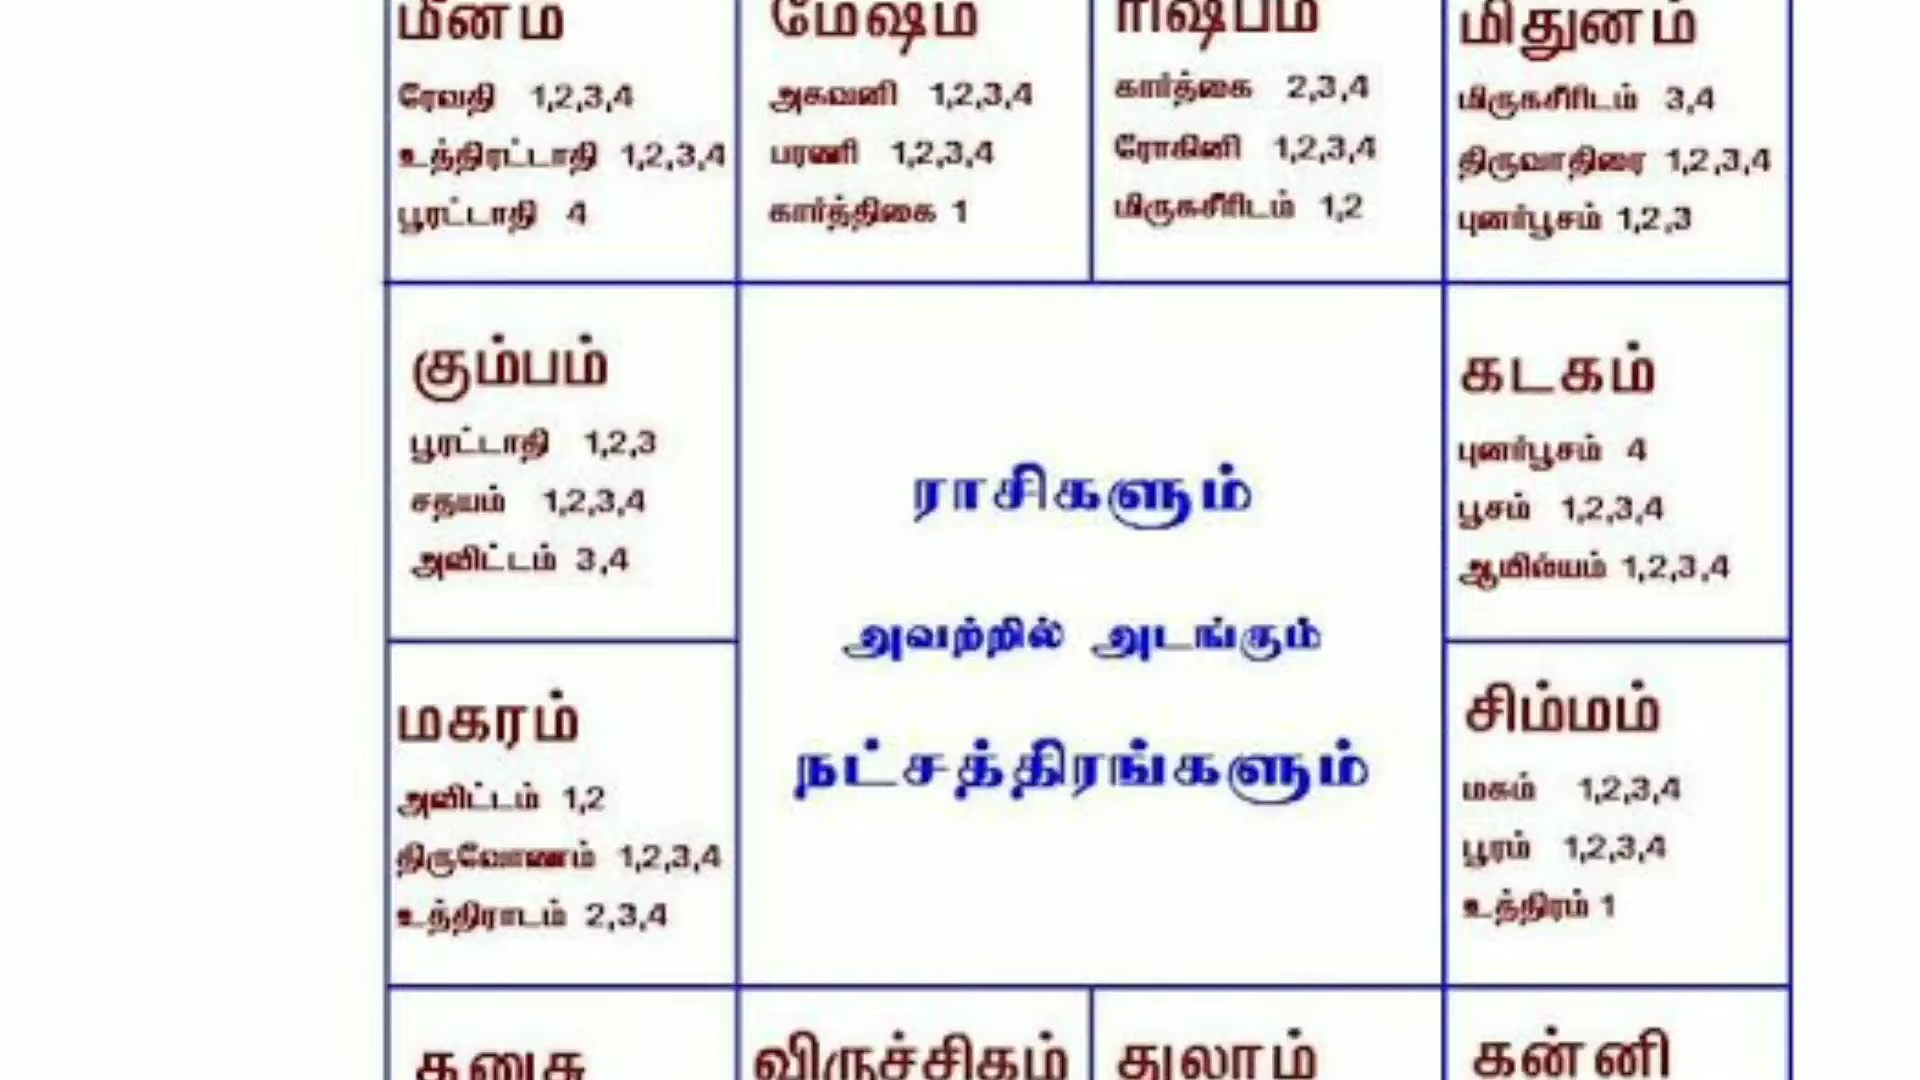 மீனம்
ரேவதி 1,2,3,4
உத்திரட்டாதி 1,2,3,4
பூரட்டாதி 4
மேஷம்
அசுவனி 1,2,3,4
பரணி 1,2,3,4
கார்த்திகை 1
ரிஷபம்
கார்த்கை 2,3,4
ரோகினி 1,2,3,4
மிருகசீரிடம் 1,2
மிதுனம்
மிருகசீரிடம் 3,4
திருவாதிரை 1,2,3,4
புனர்பூசம் 1,2,3
கும்பம்
பூரட்டாதி 1,2,3
சதயம் 1,2,3,4
அவிட்டம் 3,4
ராசிகளும்
அவற்றில் அடங்கும்
நட்சத்திரங்களும்
கடகம்
புனர்பூசம் 4
பூசம் 1,2,3,4
ஆயில்யம் 1,2,3,4
மகரம்
அவிட்டம் 1,2
திருவோணம் 1,2,3,4
உத்திராடம் 2,3,4
சிம்மம்
மகம் 1,2,3,4
பூரம் 1,2,3,4
உத்திரம் 1
தனுசு
விருச்சிகம்
துலாம்
கன்னி